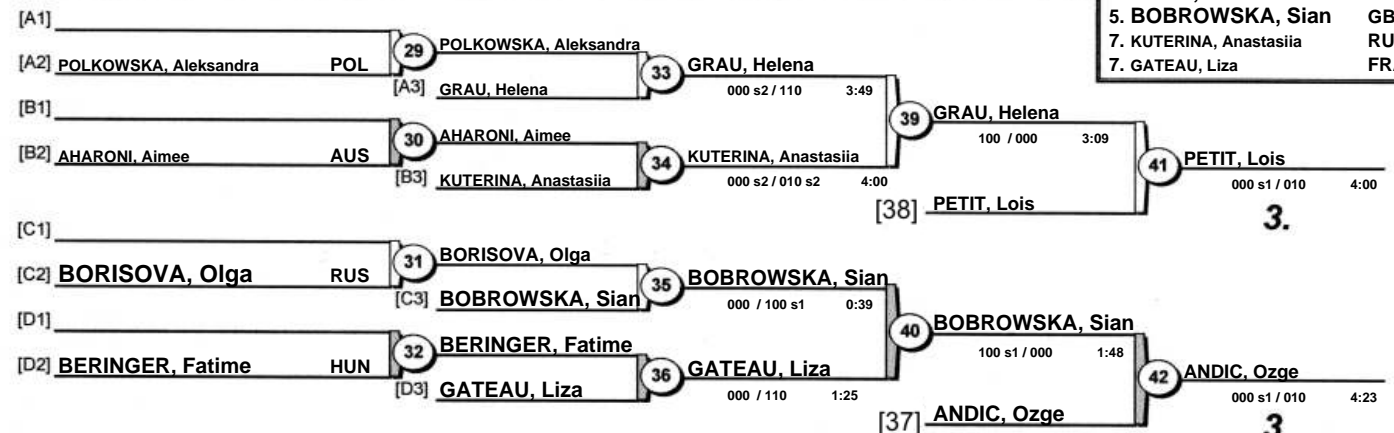 5. BOBROWSKA, Sian GB
7. KUTERINA, Anastasiia RU
7. GATEAU, Liza FRA
[A1]
[A2] POLKOWSKA, Aleksandra POL
29
POLKOWSKA, Aleksandra
[A3] GRAU, Helena
33
GRAU, Helena
000 s2 / 110 3:49
[B1]
[B2] AHARONI, Aimee AUS
30
AHARONI, Aimee
[B3] KUTERINA, Anastasiia
34
KUTERINA, Anastasiia
000 s2 / 010 s2 4:00
39
GRAU, Helena
100 / 000 3:09
[38] PETIT, Lois
41
PETIT, Lois
000 s1 / 010 4:00
3.
[C1]
[C2] BORISOVA, Olga RUS
31
BORISOVA, Olga
[C3] BOBROWSKA, Sian
35
BOBROWSKA, Sian
000 / 100 s1 0:39
[D1]
[D2] BERINGER, Fatime HUN
32
BERINGER, Fatime
[D3] GATEAU, Liza
36
GATEAU, Liza
000 / 110 1:25
40
BOBROWSKA, Sian
100 s1 / 000 1:48
[37] ANDIC, Ozge
42
ANDIC, Ozge
000 s1 / 010 4:23
3